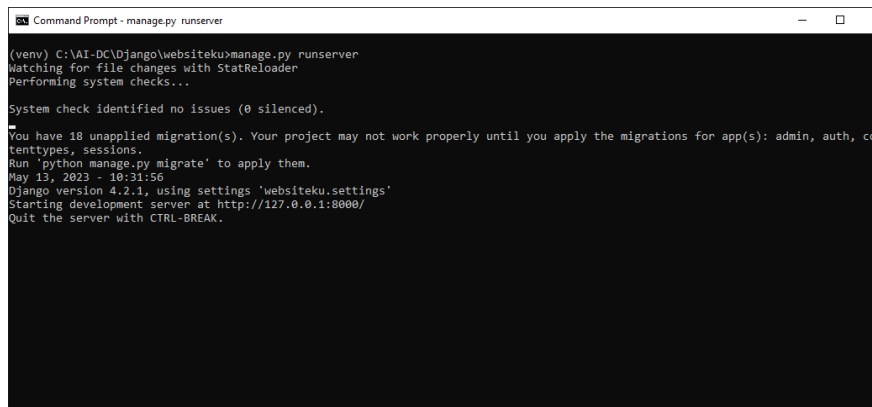 Command Prompt - manage.py runserver
(venv) C:\AI-DC\Django\websiteku>manage.py runserver
Watching for file changes with StatReloader
Performing system checks...
System check identified no issues (0 silenced).
You have 18 unapplied migration(s). Your project may not work properly until you apply the migrations for app(s): admin, auth,
tenttypes, sessions.
Run 'python manage.py migrate' to apply them.
May 13, 2023 - 10:31:56
Django version 4.2.1, using settings 'websiteku.settings'
Starting development server at http://127.0.0.1:8000/
Quit the server with CTRL-BREAK.